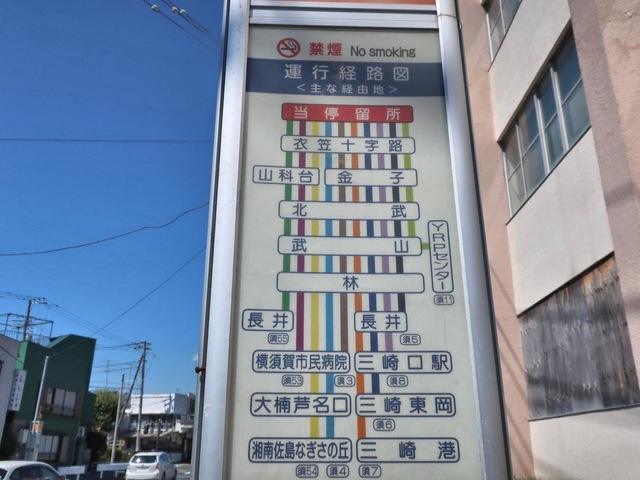 禁煙 No smoking
運行経路図
<主な経由地>
当停留所
衣笠十字路
山科台 金子
北武
武山
YRPセンター
須11
林
長井 長井
須55 須5
横須賀市民病院 三崎口駅
須53 須3 須8
大楠芦名口 三崎東岡
須6
湘南佐島なぎさの丘 三崎港
須54 須4 須7